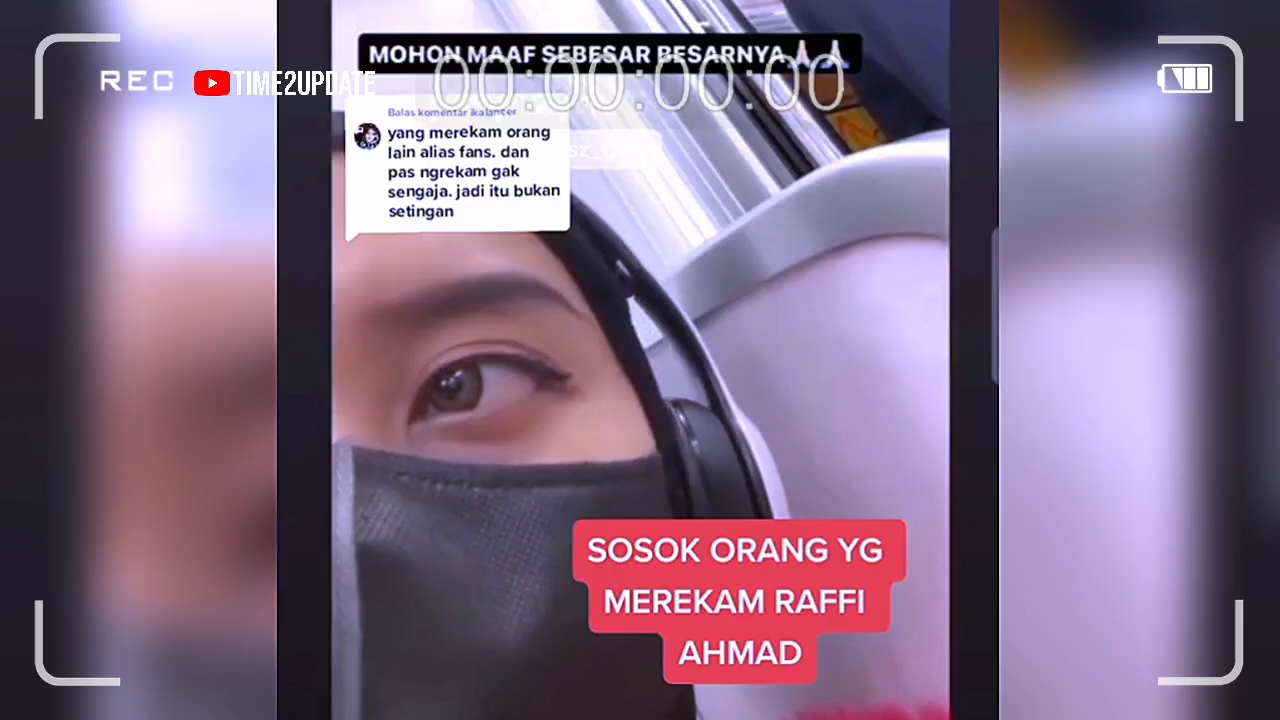 MOHON MAAF SEBESAR BESARNYA🙏🏻🙏🏻
REC
TIME2UPDATE
00:00:00:00
Balas komentar ikalancer
yang merekam orang
lain alias fans. dan
pas ngrekam gak
sengaja. jadi itu bukan
setingan
SOSOK ORANG YG
MEREKAM RAFFI
AHMAD